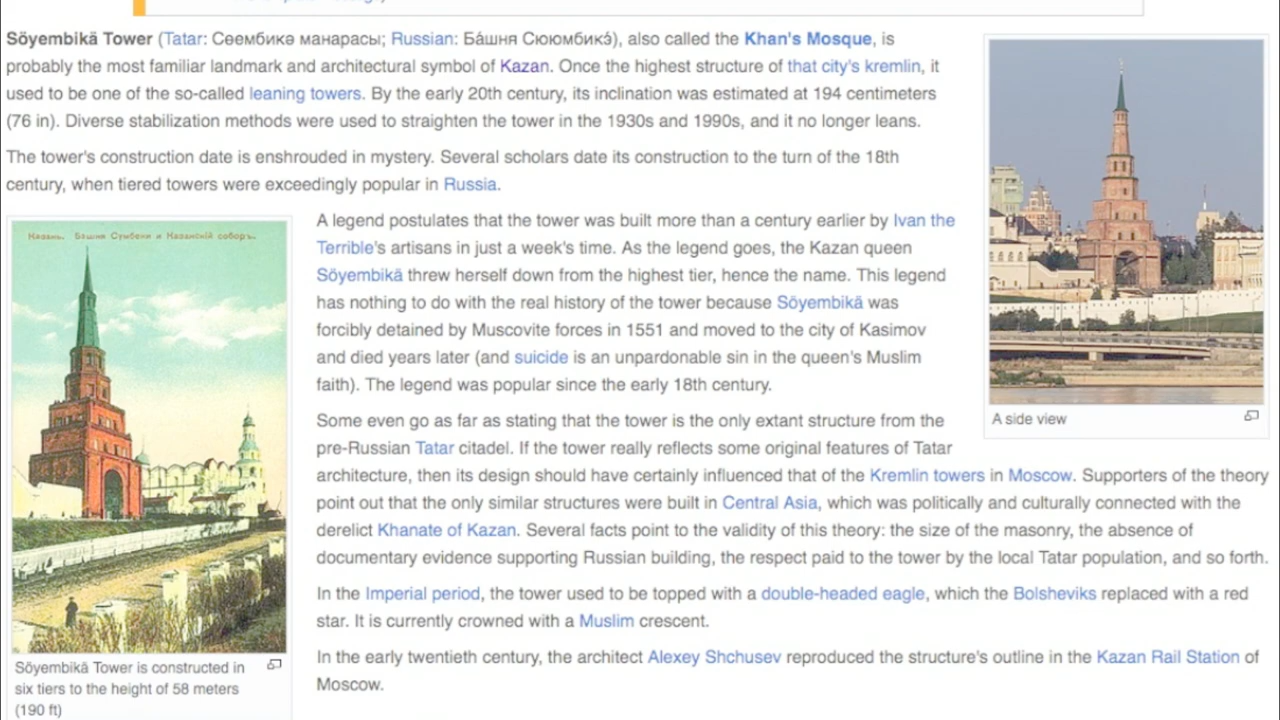 Söyembikä Tower (Tatar: Сөембикә манарасы; Russian: Бáшня Сююмбикэ́), also called the Khan's Mosque, is
probably the most familiar landmark and architectural symbol of Kazan. Once the highest structure of that city's kremlin, it
used to be one of the so-called leaning towers. By the early 20th century, its inclination was estimated at 194 centimeters
(76 in). Diverse stabilization methods were used to straighten the tower in the 1930s and 1990s, and it no longer leans.
The tower's construction date is enshrouded in mystery. Several scholars date its construction to the turn of the 18th
century, when tiered towers were exceedingly popular in Russia.
A legend postulates that the tower was built more than a century earlier by Ivan the
Terrible's artisans in just a week's time. As the legend goes, the Kazan queen
Söyembikä threw herself down from the highest tier, hence the name. This legend
has nothing to do with the real history of the tower because Söyembikä was
forcibly detained by Muscovite forces in 1551 and moved to the city of Kasimov
and died years later (and suicide is an unpardonable sin in the queen's Muslim
faith). The legend was popular since the early 18th century.
Some even go as far as stating that the tower is the only extant structure from the
pre-Russian Tatar citadel. If the tower really reflects some original features of Tatar
architecture, then its design should have certainly influenced that of the Kremlin towers in Moscow. Supporters of the theory
point out that the only similar structures were built in Central Asia, which was politically and culturally connected with the
derelict Khanate of Kazan. Several facts point to the validity of this theory: the size of the masonry, the absence of
documentary evidence supporting Russian building, the respect paid to the tower by the local Tatar population, and so forth.
In the Imperial period, the tower used to be topped with a double-headed eagle, which the Bolsheviks replaced with a red
star. It is currently crowned with a Muslim crescent.
In the early twentieth century, the architect Alexey Shchusev reproduced the structure's outline in the Kazan Rail Station of
Moscow.
Казань. Башня Сумбеки и Казанскій соборъ.
Söyembikä Tower is constructed in
six tiers to the height of 58 meters
(190 ft)
A side view